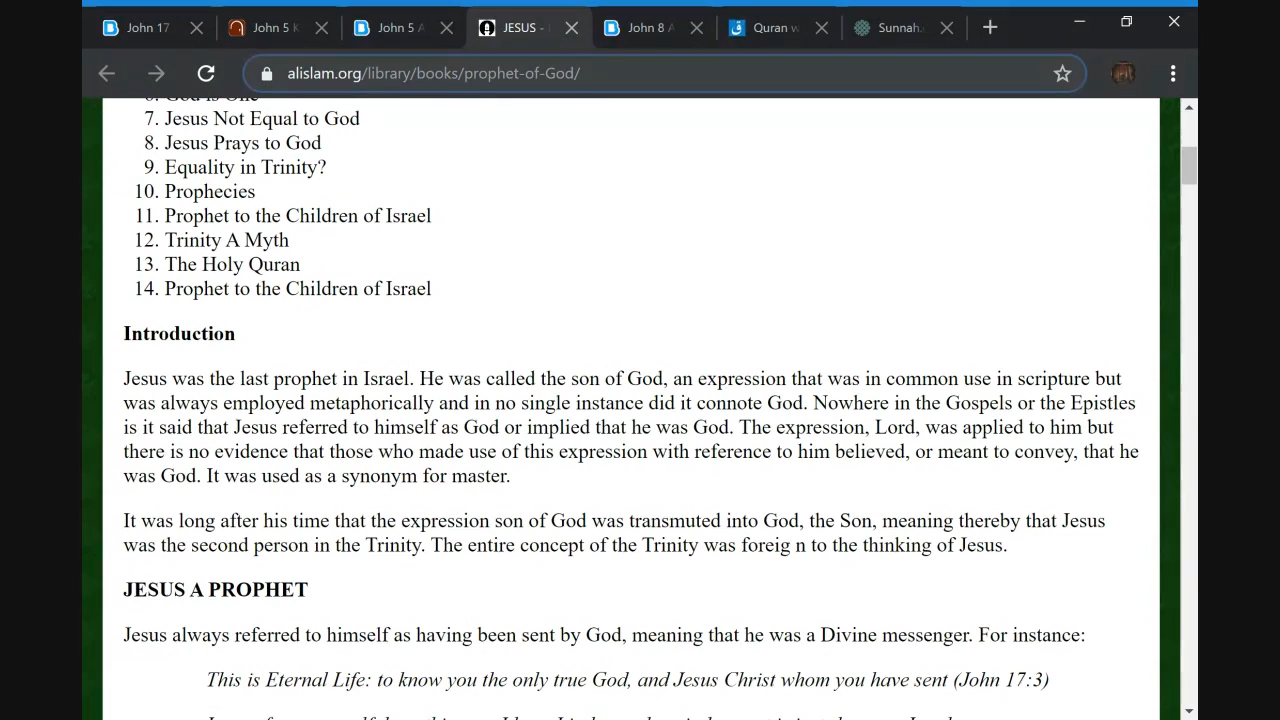 John 17
John 5 K
John 5 A
JESUS -
John 8 A
Quran w
Sunnah.
alislam.org/library/books/prophet-of-God/
6. God is One
7. Jesus Not Equal to God
8. Jesus Prays to God
9. Equality in Trinity?
10. Prophecies
11. Prophet to the Children of Israel
12. Trinity A Myth
13. The Holy Quran
14. Prophet to the Children of Israel
Introduction
Jesus was the last prophet in Israel. He was called the son of God, an expression that was in common use in scripture but
was always employed metaphorically and in no single instance did it connote God. Nowhere in the Gospels or the Epistles
is it said that Jesus referred to himself as God or implied that he was God. The expression, Lord, was applied to him but
there is no evidence that those who made use of this expression with reference to him believed, or meant to convey, that he
was God. It was used as a synonym for master.
It was long after his time that the expression son of God was transmuted into God, the Son, meaning thereby that Jesus
was the second person in the Trinity. The entire concept of the Trinity was foreig n to the thinking of Jesus.
JESUS A PROPHET
Jesus always referred to himself as having been sent by God, meaning that he was a Divine messenger. For instance:
This is Eternal Life: to know you the only true God, and Jesus Christ whom you have sent (John 17:3)